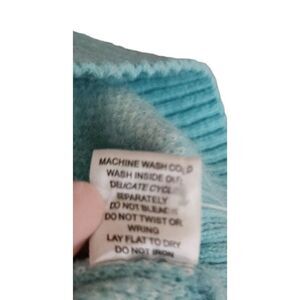 MACHINE WASH COLD
WASH INSIDE OUT
DELICATE CYCLE
SEPARATELY
DO NOT BLEACH
DO NOT TWIST OR
WRING
LAY FLAT TO DRY
DO NOT IRON